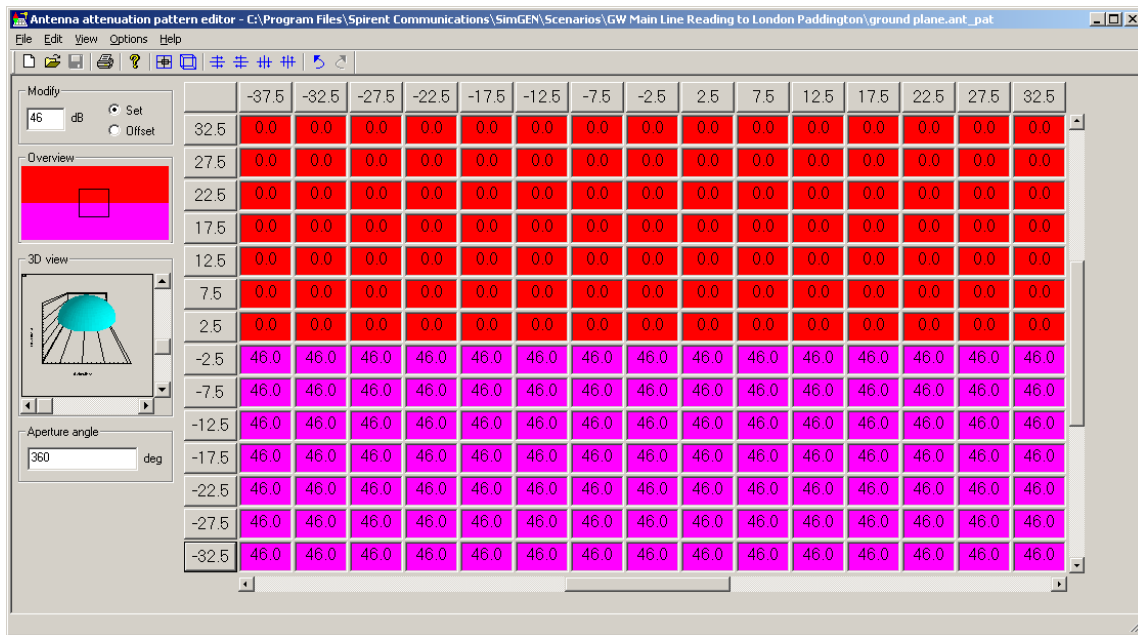 Antenna attenuation pattern editor - C:\Program Files\Spirent Communications\SimGEN\Scenarios\GW Main Line Reading to London Paddington\ground plane.ant_pat
File Edit View Options Help
Modify
46 dB Set
Offset
Overview
3D view
Aperture angle
360 deg
-37.5 -32.5 -27.5 -22.5 -17.5 -12.5 -7.5 -2.5 2.5 7.5 12.5 17.5 22.5 27.5 32.5
32.5 0.0 0.0 0.0 0.0 0.0 0.0 0.0 0.0 0.0 0.0 0.0 0.0 0.0 0.0 0.0
27.5 0.0 0.0 0.0 0.0 0.0 0.0 0.0 0.0 0.0 0.0 0.0 0.0 0.0 0.0 0.0
22.5 0.0 0.0 0.0 0.0 0.0 0.0 0.0 0.0 0.0 0.0 0.0 0.0 0.0 0.0 0.0
17.5 0.0 0.0 0.0 0.0 0.0 0.0 0.0 0.0 0.0 0.0 0.0 0.0 0.0 0.0 0.0
12.5 0.0 0.0 0.0 0.0 0.0 0.0 0.0 0.0 0.0 0.0 0.0 0.0 0.0 0.0 0.0
7.5 0.0 0.0 0.0 0.0 0.0 0.0 0.0 0.0 0.0 0.0 0.0 0.0 0.0 0.0 0.0
2.5 0.0 0.0 0.0 0.0 0.0 0.0 0.0 0.0 0.0 0.0 0.0 0.0 0.0 0.0 0.0
-2.5 46.0 46.0 46.0 46.0 46.0 46.0 46.0 46.0 46.0 46.0 46.0 46.0 46.0 46.0 46.0
-7.5 46.0 46.0 46.0 46.0 46.0 46.0 46.0 46.0 46.0 46.0 46.0 46.0 46.0 46.0 46.0
-12.5 46.0 46.0 46.0 46.0 46.0 46.0 46.0 46.0 46.0 46.0 46.0 46.0 46.0 46.0 46.0
-17.5 46.0 46.0 46.0 46.0 46.0 46.0 46.0 46.0 46.0 46.0 46.0 46.0 46.0 46.0 46.0
-22.5 46.0 46.0 46.0 46.0 46.0 46.0 46.0 46.0 46.0 46.0 46.0 46.0 46.0 46.0 46.0
-27.5 46.0 46.0 46.0 46.0 46.0 46.0 46.0 46.0 46.0 46.0 46.0 46.0 46.0 46.0 46.0
-32.5 46.0 46.0 46.0 46.0 46.0 46.0 46.0 46.0 46.0 46.0 46.0 46.0 46.0 46.0 46.0